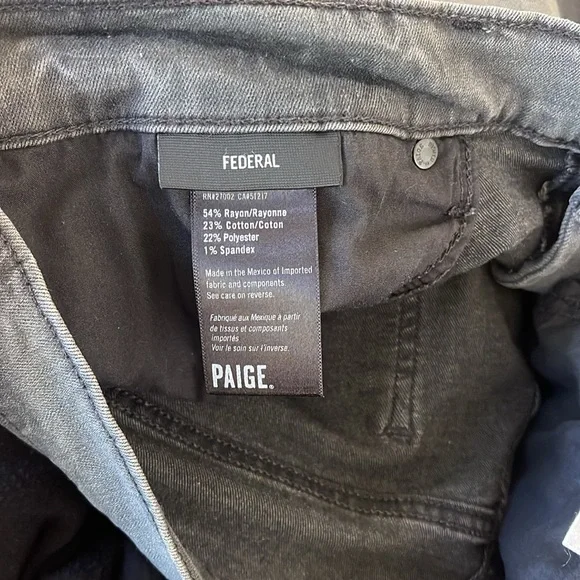 FEDERAL
RN#27002 CA#51217
54% Rayon/Rayonne
23% Cotton/Coton
22% Polyester
1% Spandex
Made in the Mexico of Imported
fabric and components.
See care on reverse.
Fabriqué aux Mexique à partir
de tissus et composants
importés
Voir le soin sur l'inverse.
PAIGE.